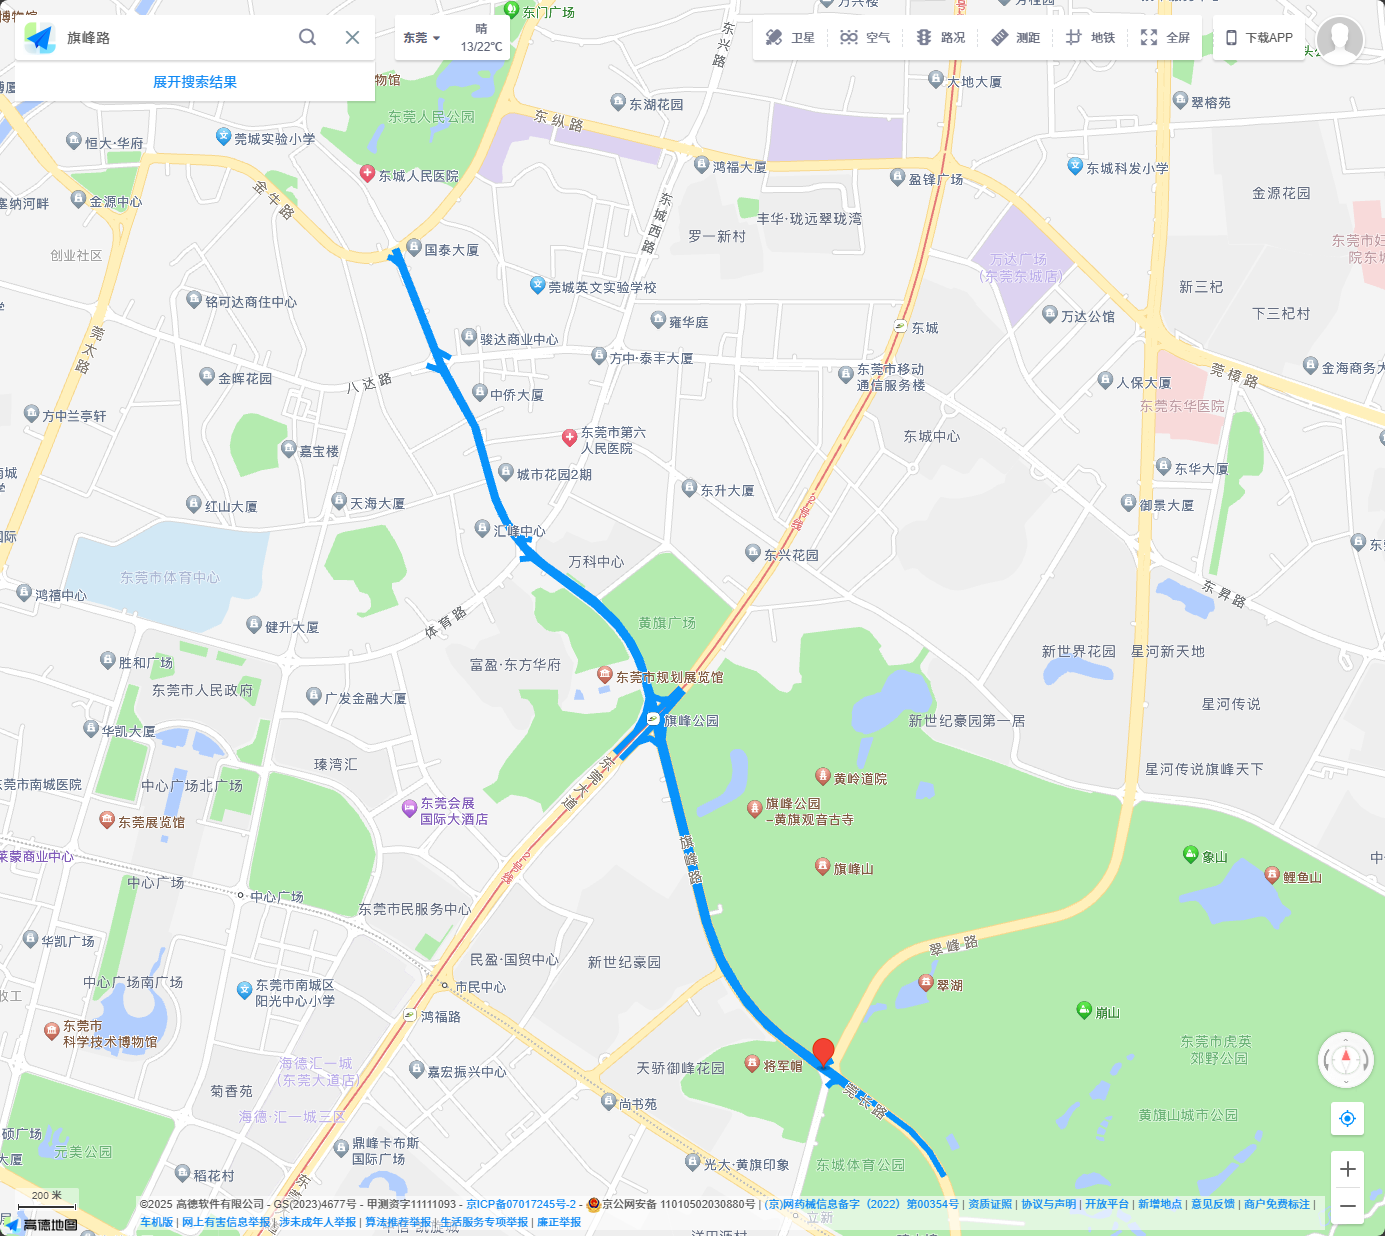 旗峰路
展开搜索结果
东莞
晴
13/22℃
卫星
空气
路况
测距
地铁
全屏
下载APP
东门广场
东湖花园
大地大厦
翠榕苑
恒大·华府
莞城实验小学
东莞人民公园
东纵路
东兴路
鸿福大厦
盈锋广场
东城科发小学
金源花园
东城人民医院
金源中心
塞纳河畔
金牛路
国泰大厦
创业社区
东城西路
罗一新村
丰华·珑远翠珑湾
万达广场
(东莞东城店)
新三杞
下三杞村
东莞市妇
院东城
铭可达商住中心
莞城英文实验学校
雍华庭
万达公馆
东城
莞太路
骏达商业中心
方中·泰丰大厦
东莞市移动
通信服务楼
人保大厦
莞樟路
金海商务大
金晖花园
八达路
中侨大厦
东莞东华医院
方中兰亭轩
嘉宝楼
东莞市第六
人民医院
东城中心
东华大厦
城市花园2期
东升大厦
红山大厦
天海大厦
御景大厦
2号线
汇峰中心
万科中心
东兴花园
东莞市体育中心
鸿禧中心
东昇路
健升大厦
体育路
黄旗广场
新世界花园
星河新天地
胜和广场
富盈·东方华府
东莞市规划展览馆
东莞市人民政府
广发金融大厦
旗峰公园
新世纪豪园第一居
星河传说
华凯大厦
瑧湾汇
东莞大道
黄岭道院
星河传说旗峰天下
中心广场北广场
东莞会展
国际大酒店
旗峰公园
-黄旗观音古寺
东莞展览馆
旗峰路
旗峰山
象山
鲤鱼山
莱蒙商业中心
2号线
中心广场
中心广场
东莞市民服务中心
华凯广场
翠峰路
民盈·国贸中心
新世纪豪园
中心广场南广场
东莞市南城区
阳光中心小学
市民中心
翠湖
鸿福路
崩山
东莞市
科学技术博物馆
东莞市虎英
郊野公园
海德汇一城
(东莞大道店)
嘉宏振兴中心
天骄御峰花园
将军帽
菊香苑
尚书苑
莞长路
海德·汇一城三区
黄旗山城市公园
硕广场
元美公园
鼎峰卡布斯
国际广场
稻花村
光大·黄旗印象
东城体育公园
200 米
高德地图
©2025 高德软件有限公司 - GS(2023)4677号 - 甲测资字11111093 - 京ICP备07017245号-2 - 京公网安备 11010502030880号 | (京)网药械信息备字（2022）第00354号 | 资质证照 | 协议与声明 | 开放平台 | 新增地点 | 意见反馈 | 商户免费标注 |
车机版 | 网上有害信息举报 | 涉未成年人举报 | 算法推荐举报 | 生活服务专项举报 | 廉正举报